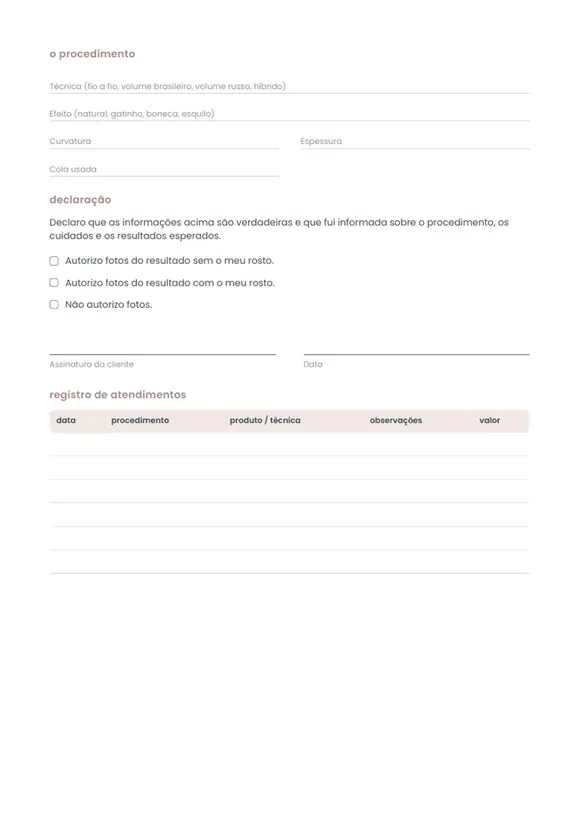 o procedimento
Técnica (fio a fio, volume brasileiro, volume russo, híbrido)
Efeito (natural, gatinho, boneca, esquilo)
Curvatura
Espessura
Cola usada
declaração
Declaro que as informações acima são verdadeiras e que fui informada sobre o procedimento, os
cuidados e os resultados esperados.
Autorizo fotos do resultado sem o meu rosto.
Autorizo fotos do resultado com o meu rosto.
Não autorizo fotos.
Assinatura da cliente
Data
registro de atendimentos
data procedimento produto / técnica observações valor